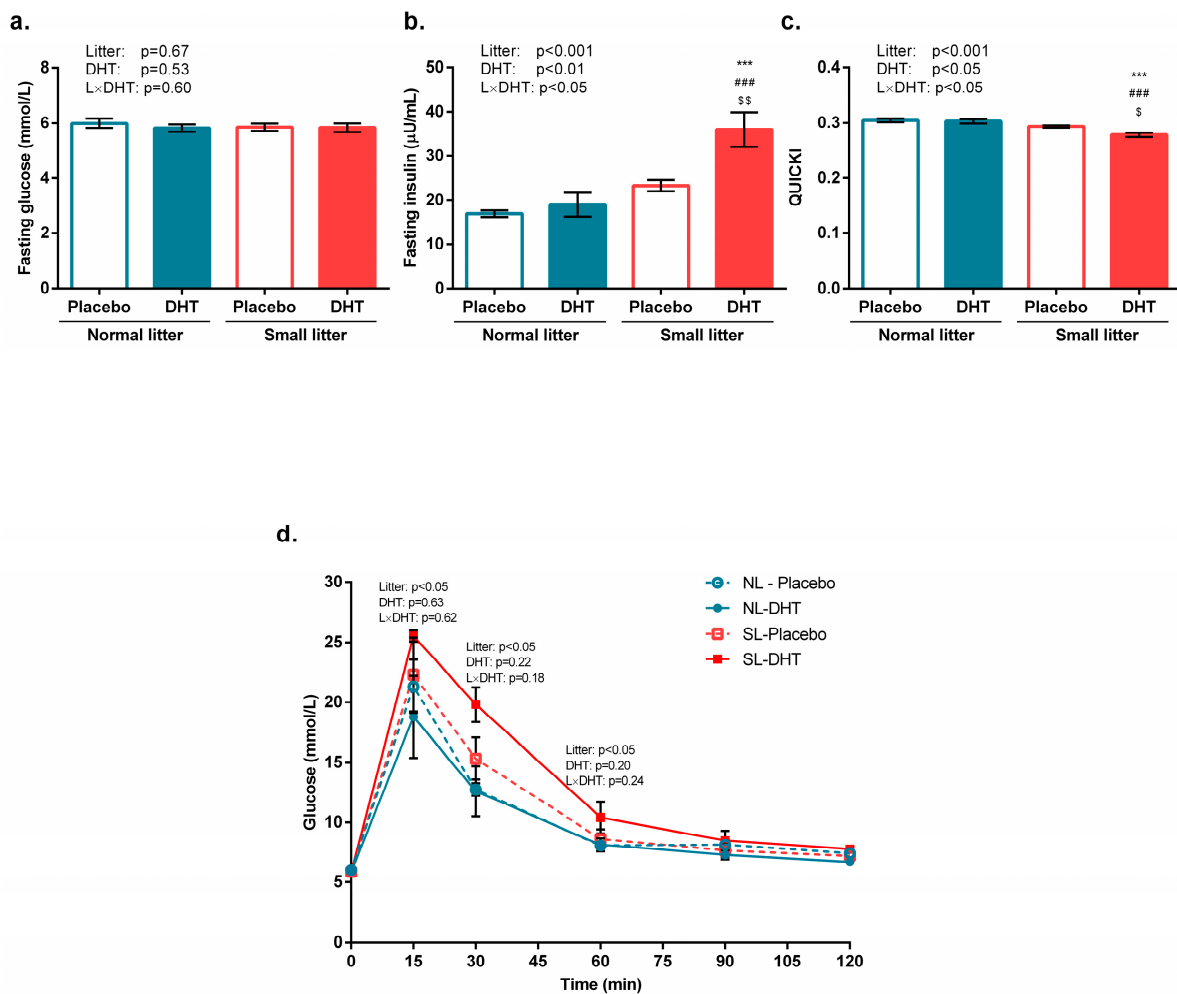 a.
Litter: p=0.67
DHT: p=0.53
L×DHT: p=0.60
Fasting glucose (mmol/L)
8
6
4
2
0
Placebo DHT Placebo DHT
Normal litter Small litter
b.
Litter: p<0.001
DHT: p<0.01
L×DHT: p<0.05
***
###
$$
Fasting insulin (µU/mL)
50
40
30
20
10
0
Placebo DHT Placebo DHT
Normal litter Small litter
c.
Litter: p<0.001
DHT: p<0.05
L×DHT: p<0.05
***
###
$
QUICKI
0.4
0.3
0.2
0.1
0.0
Placebo DHT Placebo DHT
Normal litter Small litter
d.
Litter: p<0.05
DHT: p=0.63
L×DHT: p=0.62
Litter: p<0.05
DHT: p=0.22
L×DHT: p=0.18
Litter: p<0.05
DHT: p=0.20
L×DHT: p=0.24
NL - Placebo
NL-DHT
SL-Placebo
SL-DHT
Glucose (mmol/L)
30
25
20
15
10
5
0
0 15 30 45 60 75 90 105 120
Time (min)